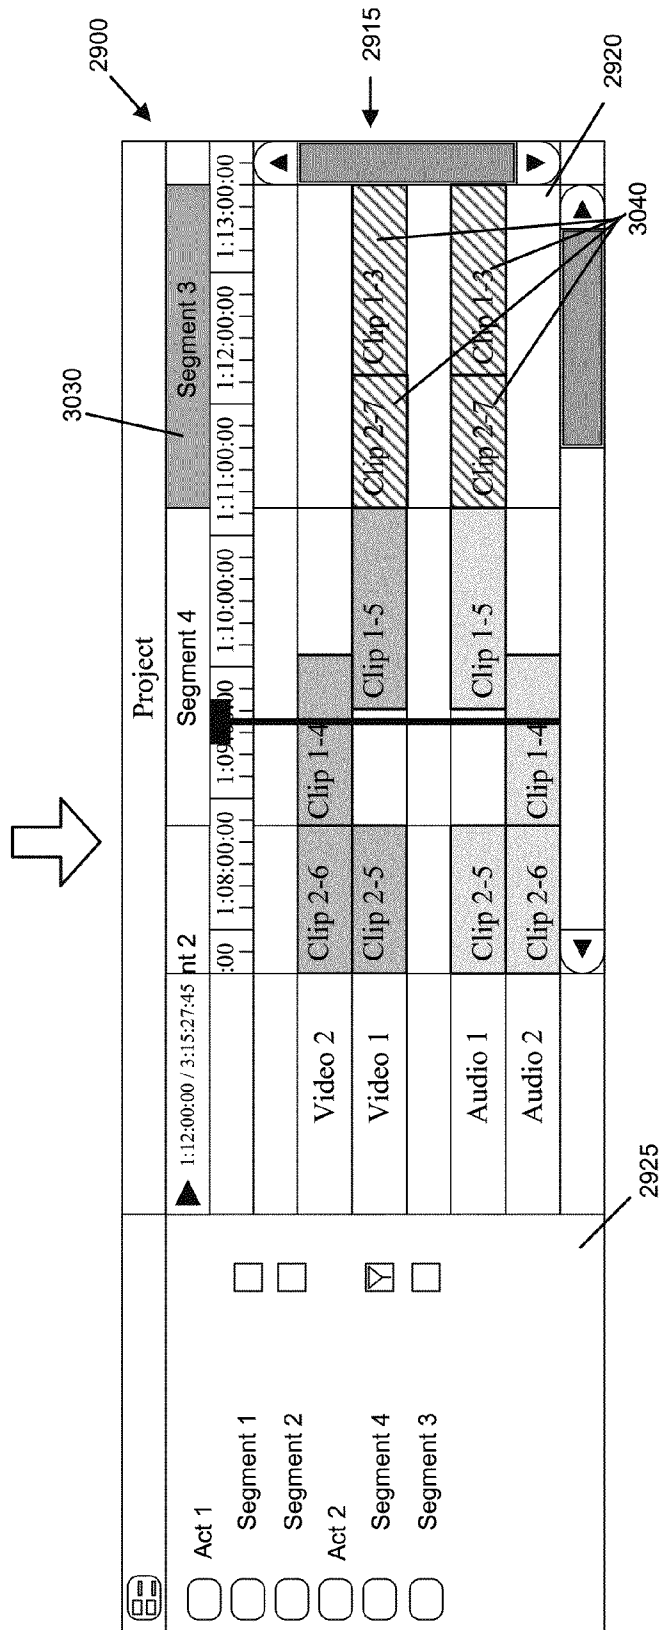 2900
2915
2920
3030
3040
2925
Project
Act 1
Segment 1
Segment 2
Act 2
Segment 4
Y
Segment 3
1:12:00:00 / 3:15:27:45
nt 2
Segment 4
Segment 3
:00 1:08:00:00 1:10:00:00 1:11:00:00 1:12:00:00 1:13:00:00
Video 2 Clip 2-6 Clip 1-4
Video 1 Clip 2-5 Clip 1-5 Clip 2-7 Clip 1-3
Audio 1 Clip 2-5 Clip 1-5 Clip 2-7 Clip 1-3
Audio 2 Clip 2-6 Clip 1-4